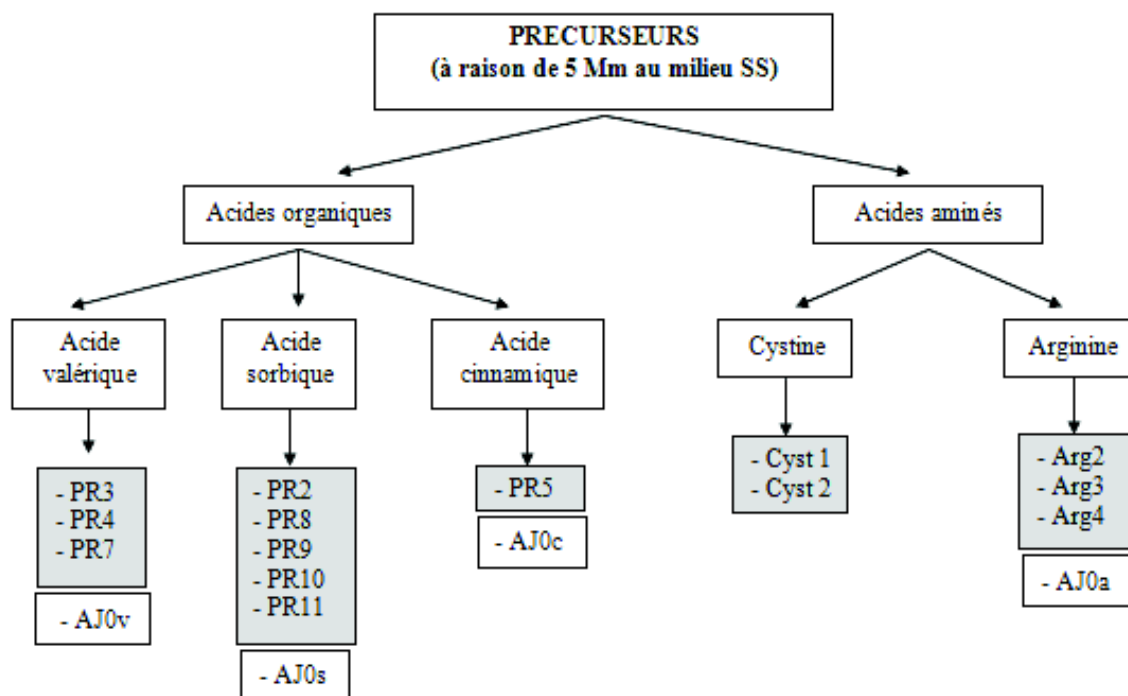 PRECURSEURS
(à raison de 5 Mm au milieu SS)
Acides organiques
Acides aminés
Acide
valérique
Acide
sorbique
Acide
cinnamique
Cystine
Arginine
- PR3
- PR4
- PR7
- AJ0v
- PR2
- PR8
- PR9
- PR10
- PR11
- AJ0s
- PR5
- AJ0c
- Cyst 1
- Cyst 2
- Arg2
- Arg3
- Arg4
- AJ0a